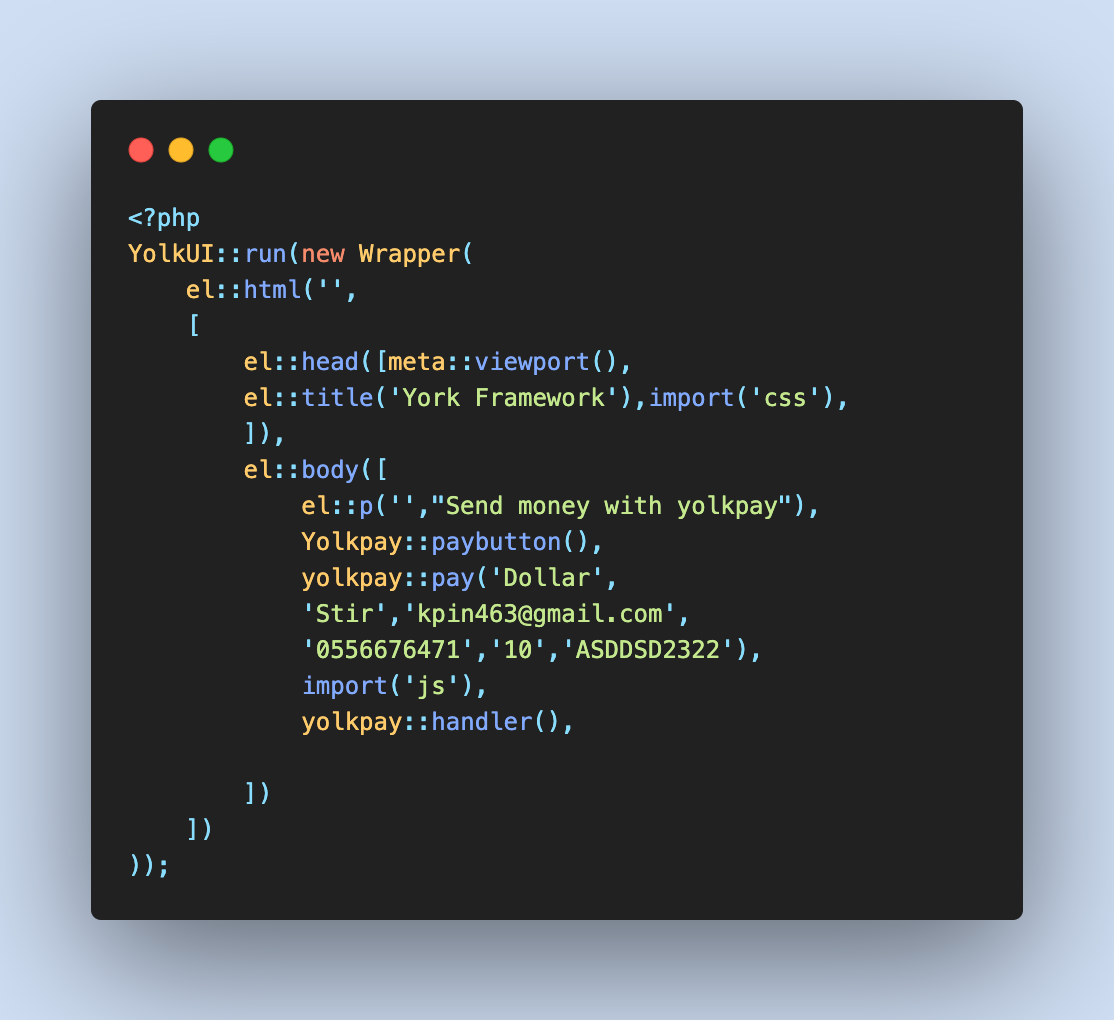 <?php
YolkUI::run(new Wrapper(
    el::html('',
    [
        el::head([meta::viewport(),
        el::title('York Framework'),import('css'),
        ]),
        el::body([
            el::p('',"Send money with yolkpay"),
            Yolkpay::paybutton(),
            yolkpay::pay('Dollar',
            'Stir','kpin463@gmail.com',
            '0556676471','10','ASDDSD2322'),
            import('js'),
            yolkpay::handler(),

        ])
    ])
));